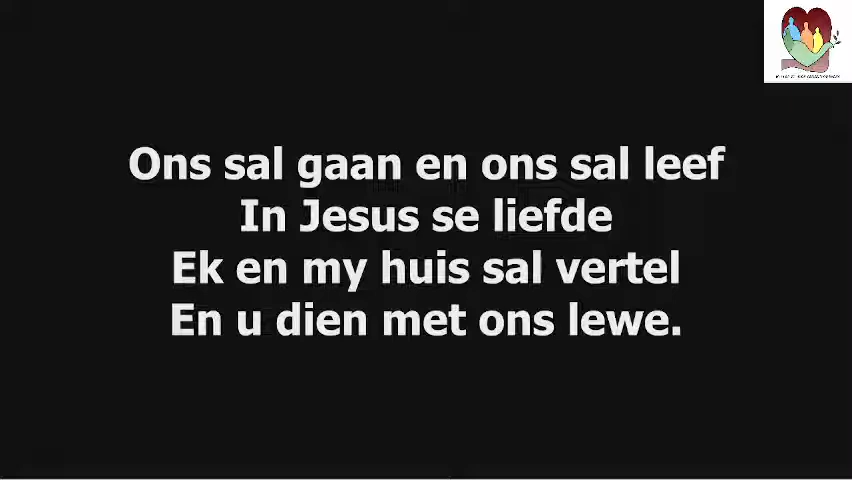 Ons sal gaan en ons sal leef
In Jesus se liefde
Ek en my huis sal vertel
En u dien met ons lewe.